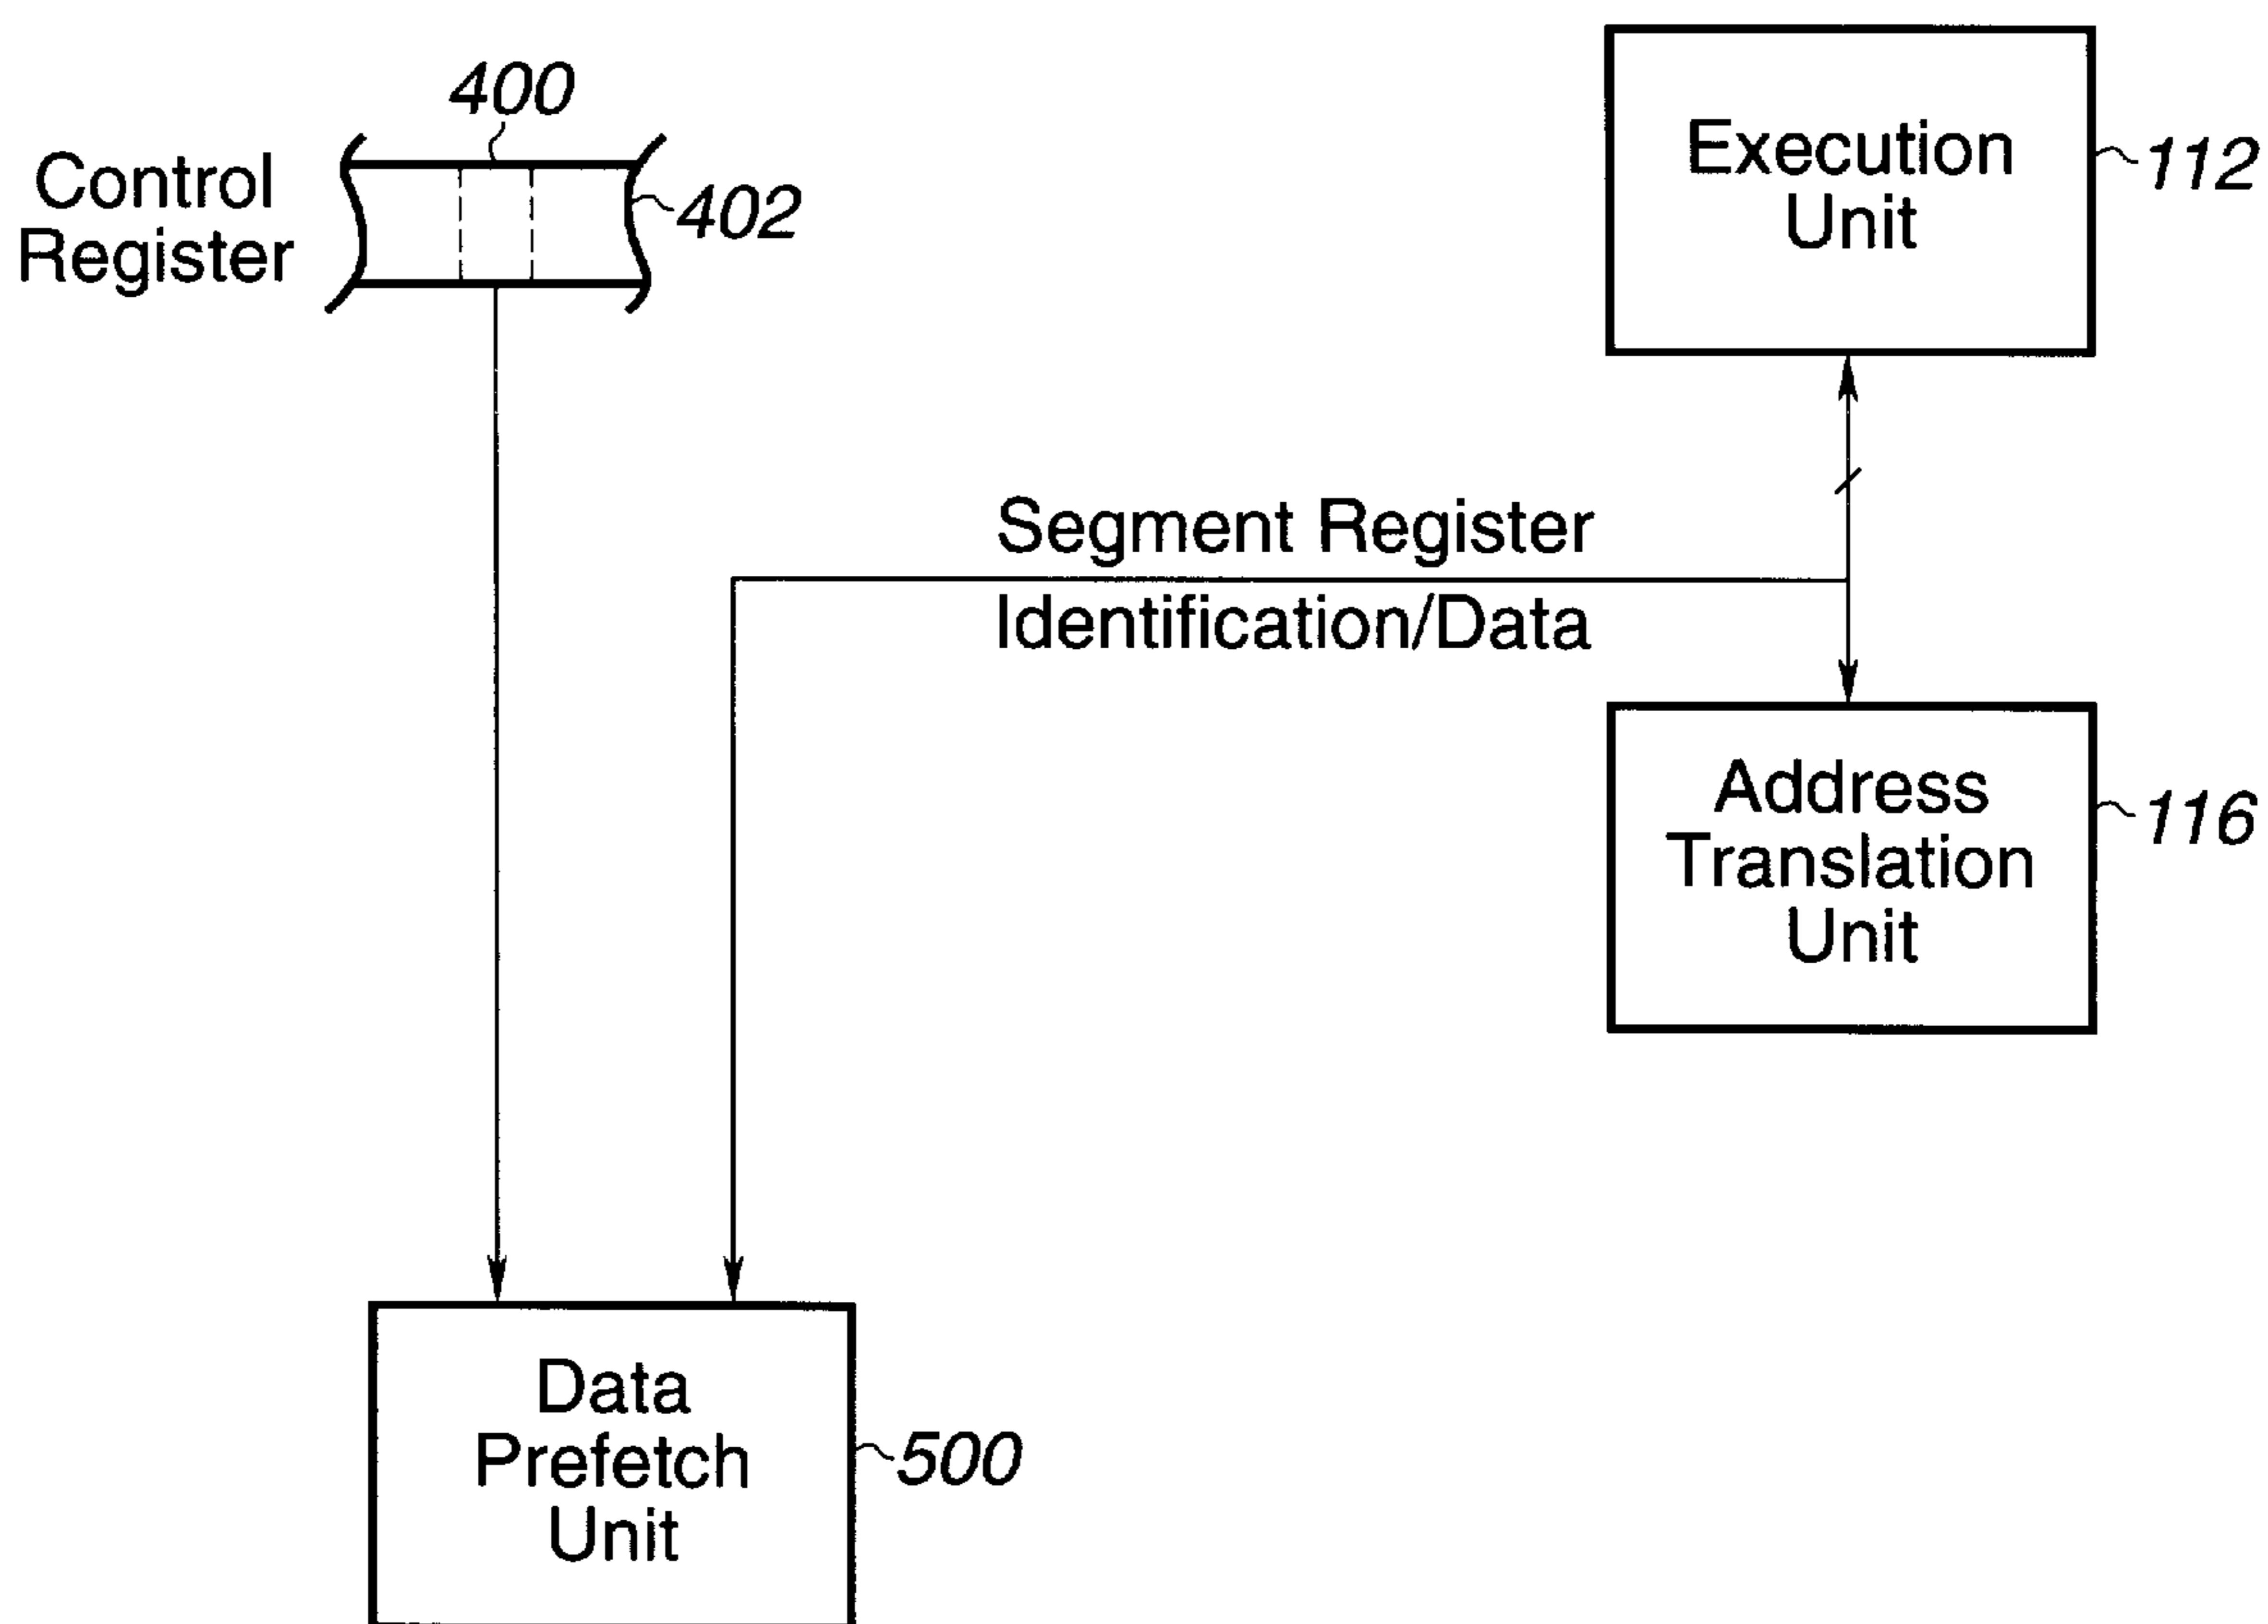 400
Control
Register
402
Execution
Unit
112
Segment Register
Identification/Data
Address
Translation
Unit
116
Data
Prefetch
Unit
500